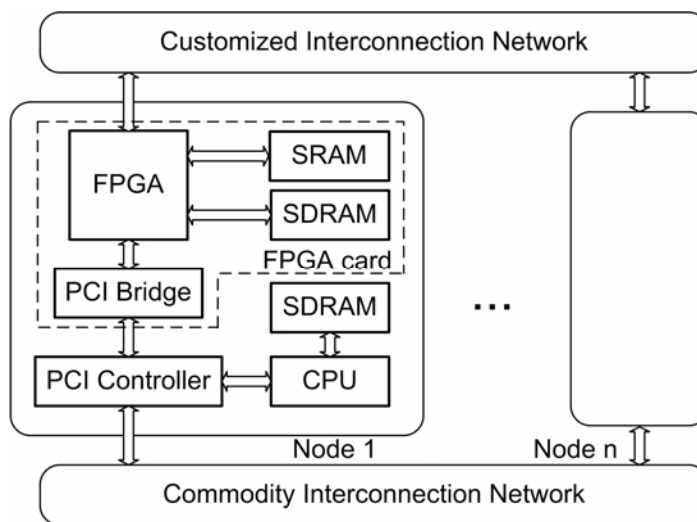 Customized Interconnection Network
FPGA
SRAM
SDRAM
FPGA card
PCI Bridge
SDRAM
PCI Controller
CPU
...
Node 1
Node n
Commodity Interconnection Network